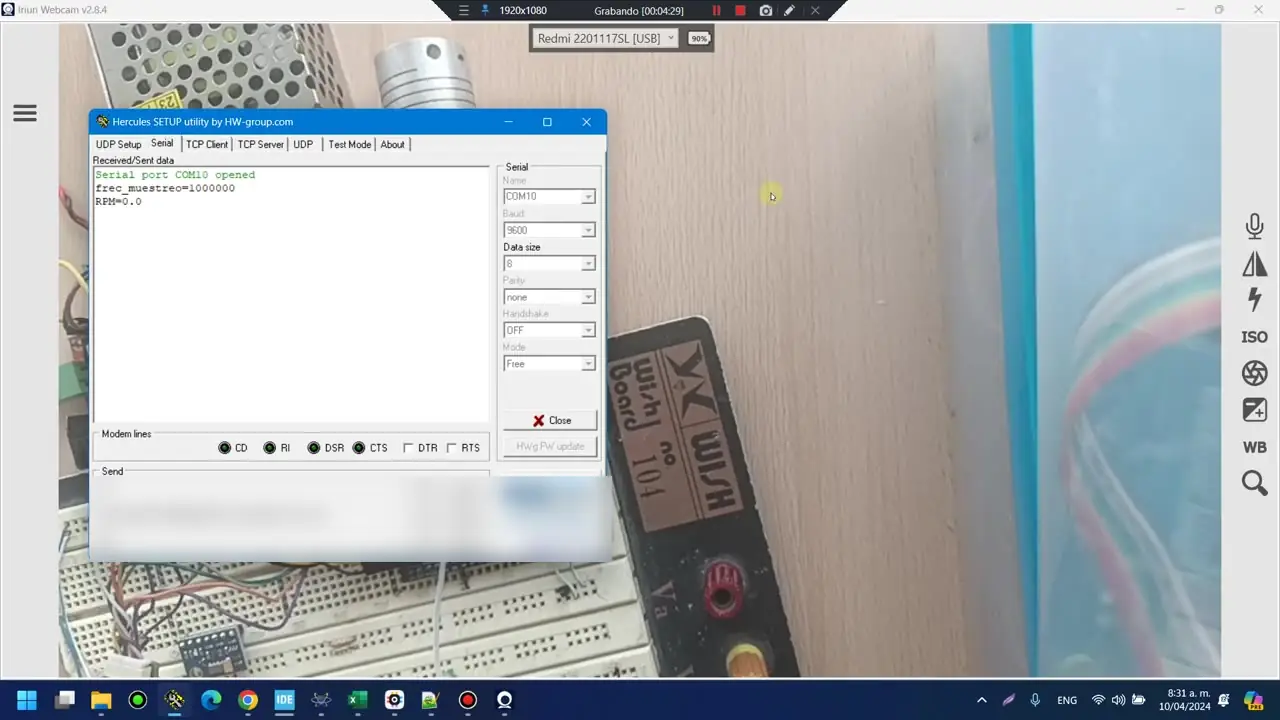 Iriun Webcam v2.8.4
1920x1080
Grabando [00:04:29]
Redmi 2201117SL [USB]
90%
Hercules SETUP utility by HW-group.com
UDP Setup
Serial
TCP Client
TCP Server
UDP
Test Mode
About
Received/Sent data
Serial port COM10 opened
frec_muestreo=1000000
RPM=0.0
Serial
Name
COM10
Baud
9600
Data size
8
Parity
none
Handshake
OFF
Mode
Free
Close
HWg FW update
Modem lines
CD
RI
DSR
CTS
DTR
RTS
Send
ISO
WB
WISH
Wish
Board
no
104
Va
IDE
ENG
8:31 a. m.
10/04/2024